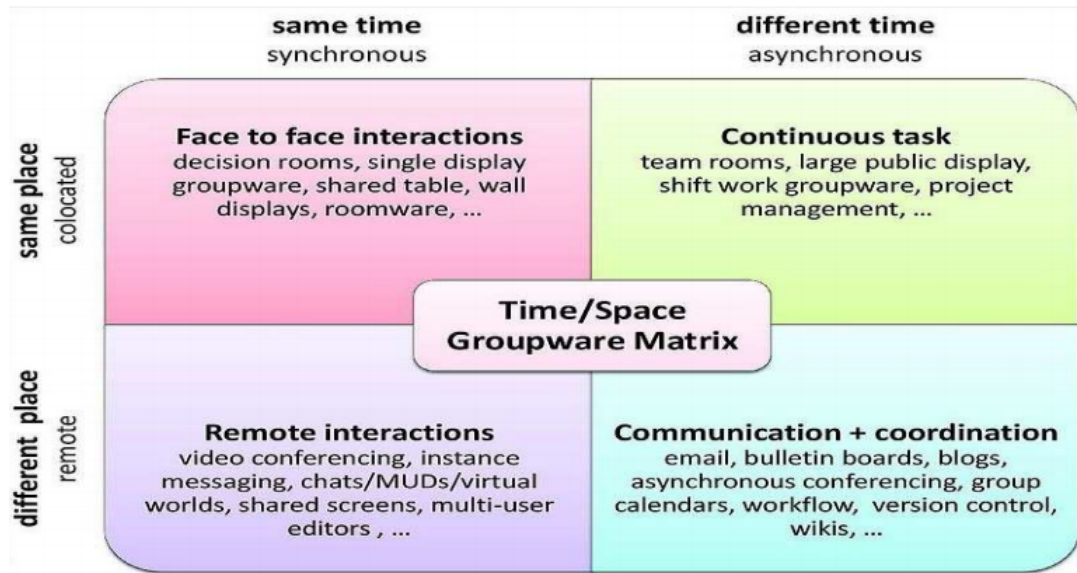 same time
synchronous
different time
asynchronous
same place
colocated
Face to face interactions
decision rooms, single display
groupware, shared table, wall
displays, roomware, ...
Continuous task
team rooms, large public display,
shift work groupware, project
management, ...
Time/Space
Groupware Matrix
different place
remote
Remote interactions
video conferencing, instance
messaging, chats/MUDs/virtual
worlds, shared screens, multi-user
editors , ...
Communication + coordination
email, bulletin boards, blogs,
asynchronous conferencing, group
calendars, workflow, version control,
wikis, ...